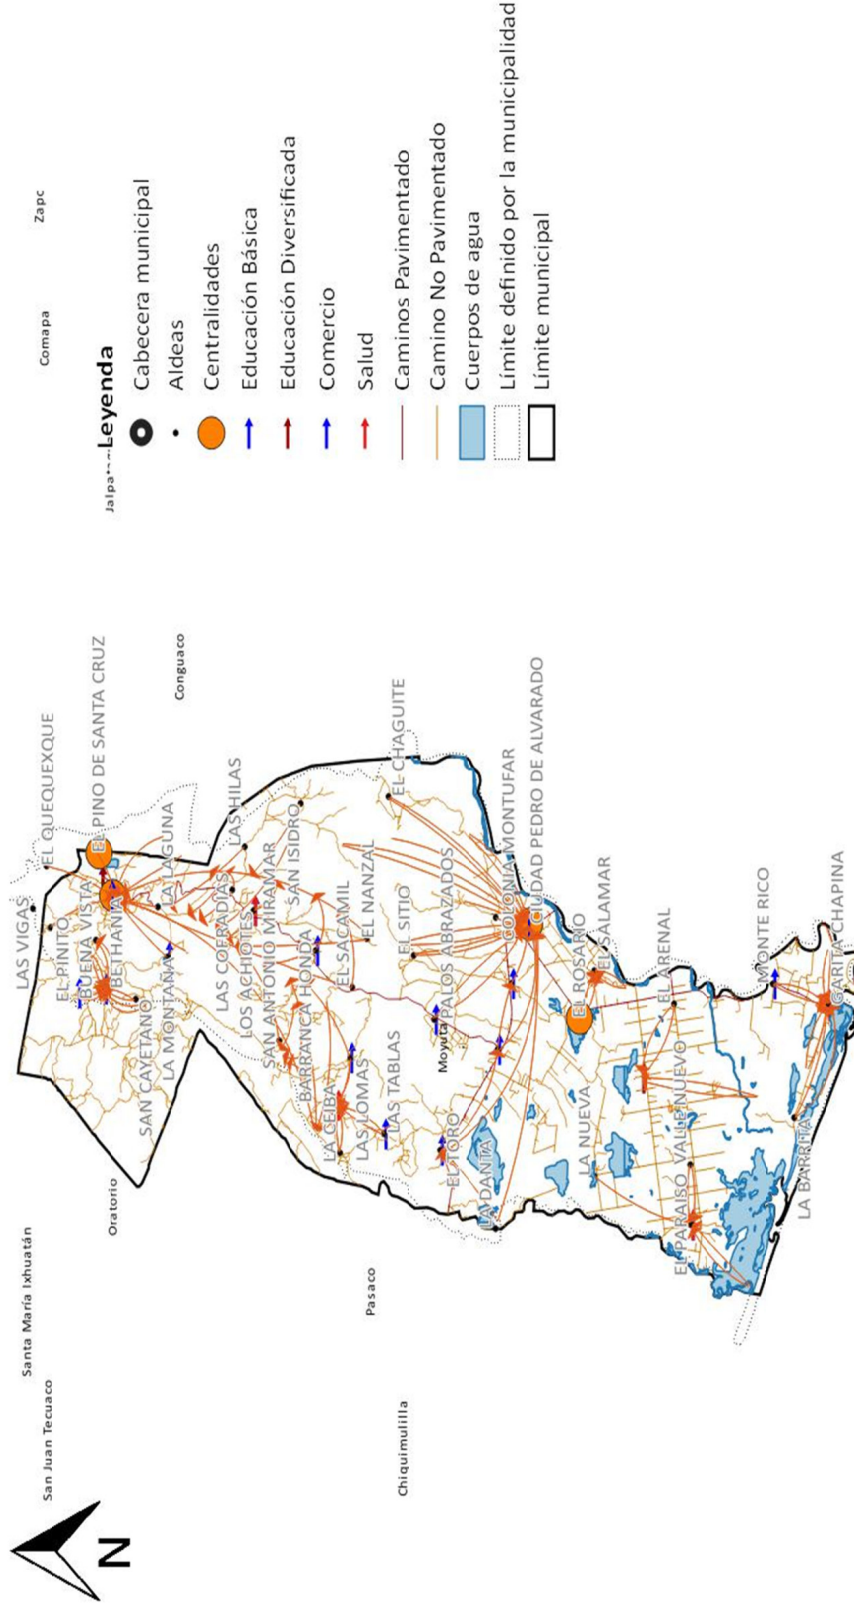 N
Santa María Ixhuatán
San Juan Tecuaco
Oratorio
Pasaco
Chiquimulilla
Moyuta
Conguaco
Comapa
Zapc
Jalpa
LAS VIGAS
EL QUEQUEXQUE
EL PINITO
BUENA VISTA
EL PINO DE SANTA CRUZ
BETHANIA
SAN CAYETANO
LA MONTAÑA
LA LAGUNA
LAS COFRADIAS
LAS HILAS
LOS ACHIOTES
SAN ANTONIO MIRAMAR
SAN ISIDRO
BARRANCA HONDA
LA CEIBA
EL SACAMIL
LAS LOMAS
EL NANZAL
LAS TABLAS
EL CHAGUITE
EL SITIO
PALOS ABRAZADOS
EL TORO
LA DANTA
COLONIA MONTUFAR
CIUDAD PEDRO DE ALVARADO
EL ROSARIO
LA NUEVA
EL SALAMAR
EL ARENAL
EL PARAISO VALLE NUEVO
MONTE RICO
LA BARRITA
GARITA CHAPINA
Leyenda
Cabecera municipal
Aldeas
Centralidades
Educación Básica
Educación Diversificada
Comercio
Salud
Caminos Pavimentado
Camino No Pavimentado
Cuerpos de agua
Límite definido por la municipalidad
Límite municipal